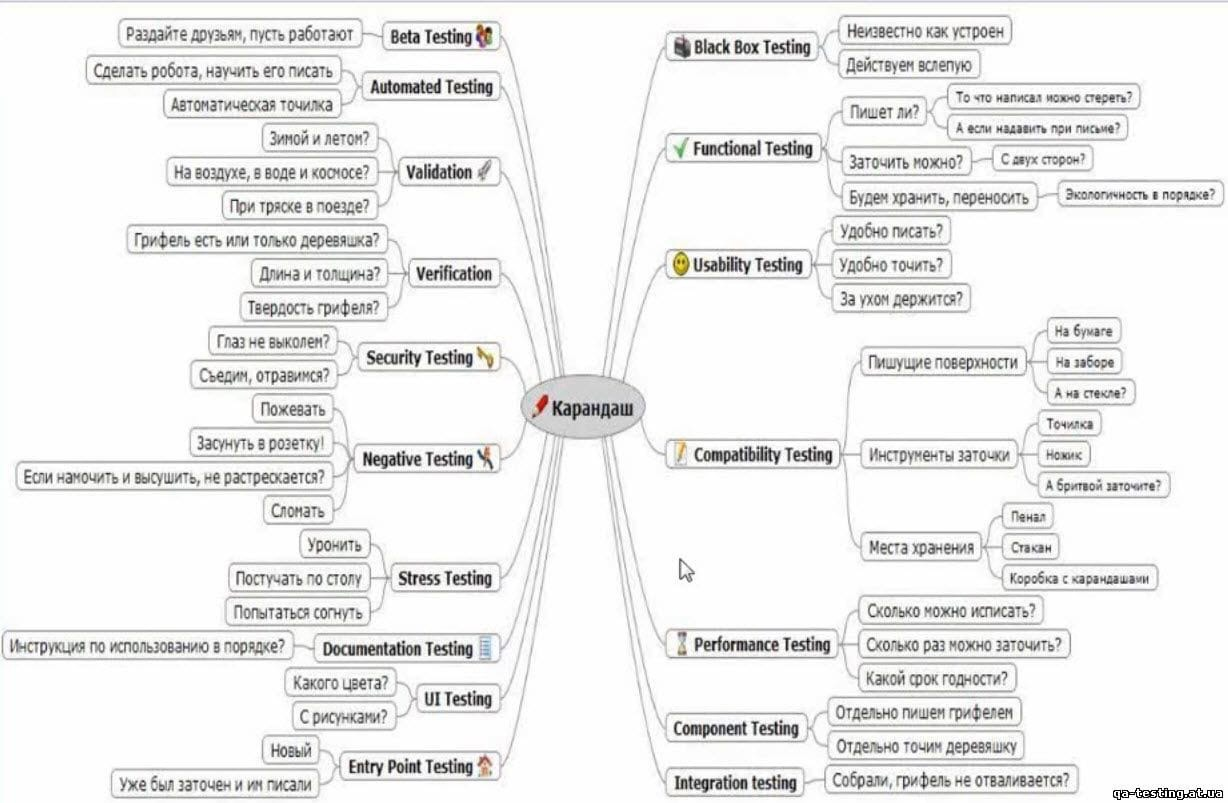 Карандаш
Beta Testing
Раздайте друзьям, пусть работают
Automated Testing
Сделать робота, научить его писать
Автоматическая точилка
Validation
Зимой и летом?
На воздухе, в воде и космосе?
При тряске в поезде?
Verification
Грифель есть или только деревяшка?
Длина и толщина?
Твердость грифеля?
Security Testing
Глаз не выколем?
Съедим, отравимся?
Negative Testing
Пожевать
Засунуть в розетку!
Если намочить и высушить, не растрескается?
Сломать
Stress Testing
Уронить
Постучать по столу
Попытаться согнуть
Documentation Testing
Инструкция по использованию в порядке?
UI Testing
Какого цвета?
С рисунками?
Entry Point Testing
Новый
Уже был заточен и им писали
Black Box Testing
Неизвестно как устроен
Действуем вслепую
Functional Testing
Пишет ли?
То что написал можно стереть?
А если надавить при письме?
Заточить можно?
С двух сторон?
Будем хранить, переносить
Экологичность в порядке?
Usability Testing
Удобно писать?
Удобно точить?
За ухом держится?
Compatibility Testing
Пишущие поверхности
На бумаге
На заборе
А на стекле?
Инструменты заточки
Точилка
Ножик
А бритвой заточите?
Места хранения
Пенал
Стакан
Коробка с карандашами
Performance Testing
Сколько можно исписать?
Сколько раз можно заточить?
Какой срок годности?
Component Testing
Отдельно пишем грифелем
Отдельно точим деревяшку
Integration testing
Собрали, грифель не отваливается?
qa-testing.at.ua